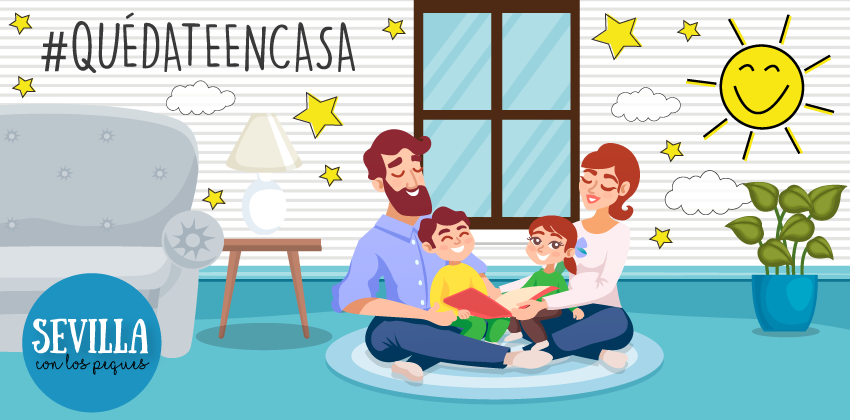 #QUÉDATEENCASA
SEVILLA
con los peques